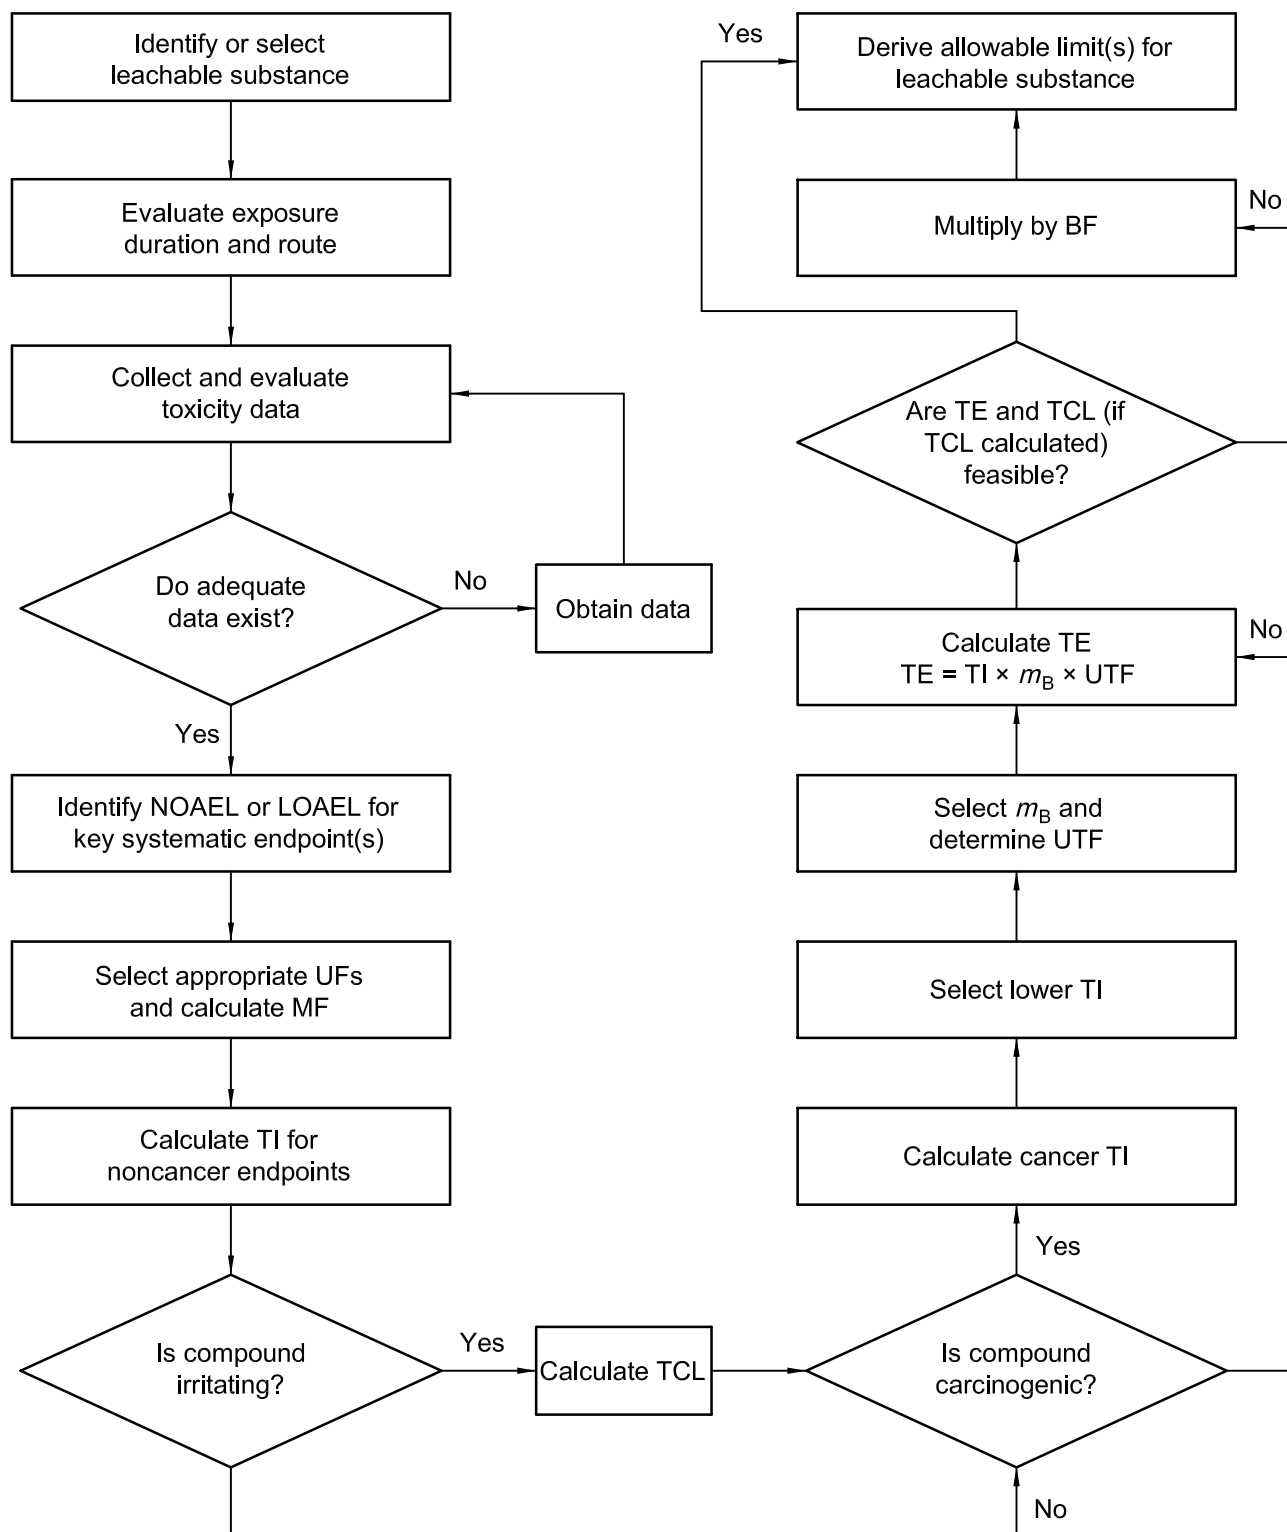 Identify or select
leachable substance
Evaluate exposure
duration and route
Collect and evaluate
toxicity data
Do adequate
data exist?
No
Obtain data
Yes
Identify NOAEL or LOAEL for
key systematic endpoint(s)
Select appropriate UFs
and calculate MF
Calculate TI for
noncancer endpoints
Is compound
irritating?
Yes
Calculate TCL
Is compound
carcinogenic?
No
Yes
Calculate cancer TI
Select lower TI
Select m_B and
determine UTF
Calculate TE
TE = TI × m_B × UTF
No
Are TE and TCL (if
TCL calculated)
feasible?
No
Multiply by BF
Yes
Derive allowable limit(s) for
leachable substance